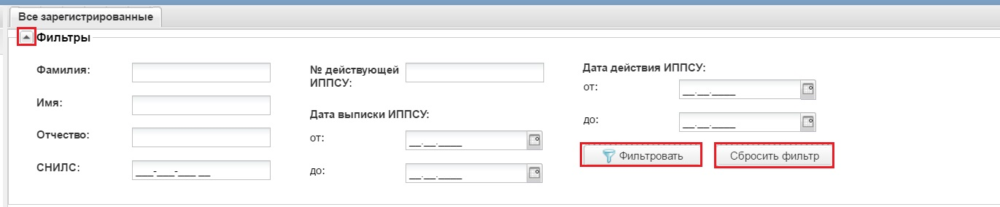 Все зарегистрированные
Фильтры
Фамилия:
Имя:
Отчество:
СНИЛС: ___-___-___ __
№ действующей
ИППСУ:
Дата выписки ИППСУ:
от: __.__.____
до: __.__.____
Дата действия ИППСУ:
от: __.__.____
до: __.__.____
Фильтровать
Сбросить фильтр